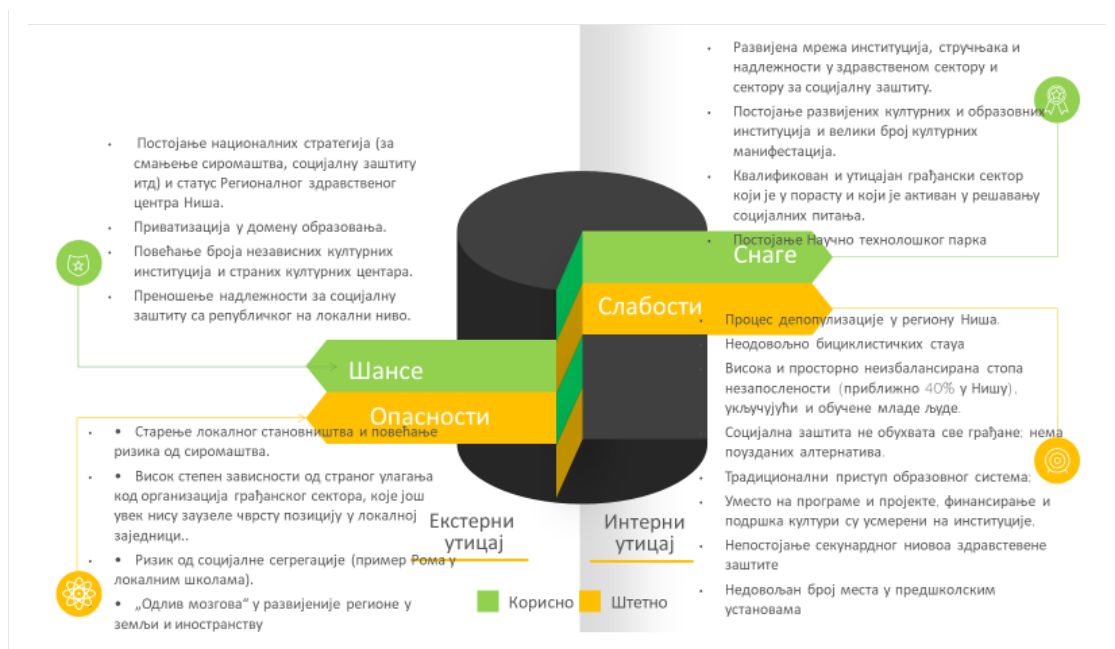 • Постојање националних стратегија (за
смањење сиромаштва, социјалну заштиту
итд) и статус Регионалног здравственог
центра Ниша.
• Приватизација у домену образовања.
• Повећање броја независних културних
институција и страних културних центара.
• Преношење надлежности за социјалну
заштиту са републичког на локални ниво.
Шансе
Опасности
• • Старење локалног становништва и повећање
ризика од сиромаштва.
• • Висок степен зависности од страног улагања
код организација грађанског сектора, које још
увек нису заузеле чврсту позицију у локалној
заједници..
• • Ризик од социјалне сегрегације (пример Рома у
локалним школама).
• • „Одлив мозгова“ у развијеније регионе у
земљи и иностранству
• Развијена мрежа институција, стручњака и
надлежности у здравственом сектору и
сектору за социјалну заштиту.
• Постојање развијених културних и образовних
институција и велики број културних
манифестација.
• Квалификован и утицајан грађански сектор
који је у порасту и који је активан у решавању
социјалних питања.
• Постојање Научно технолошког парка
Снаге
Слабости
• Процес депопулизације у региону Ниша.
• Неодовољно бициклистичких стауа
• Висока и просторно неизбалансирана стопа
незапослености (приближно 40% у Нишу),
укључујући и обучене младе људе.
• Социјална заштита не обухвата све грађане; нема
поузданих алтернатива.
• Традиционални приступ образовног система;
• Уместо на програме и пројекте, финансирање и
подршка култури су усмерени на институције.
• Непостојање секундарног нивоа здравствевене
заштите
• Недовољан број места у предшколским
установама
Екстерни
утицај
Интерни
утицај
Корисно
Штетно